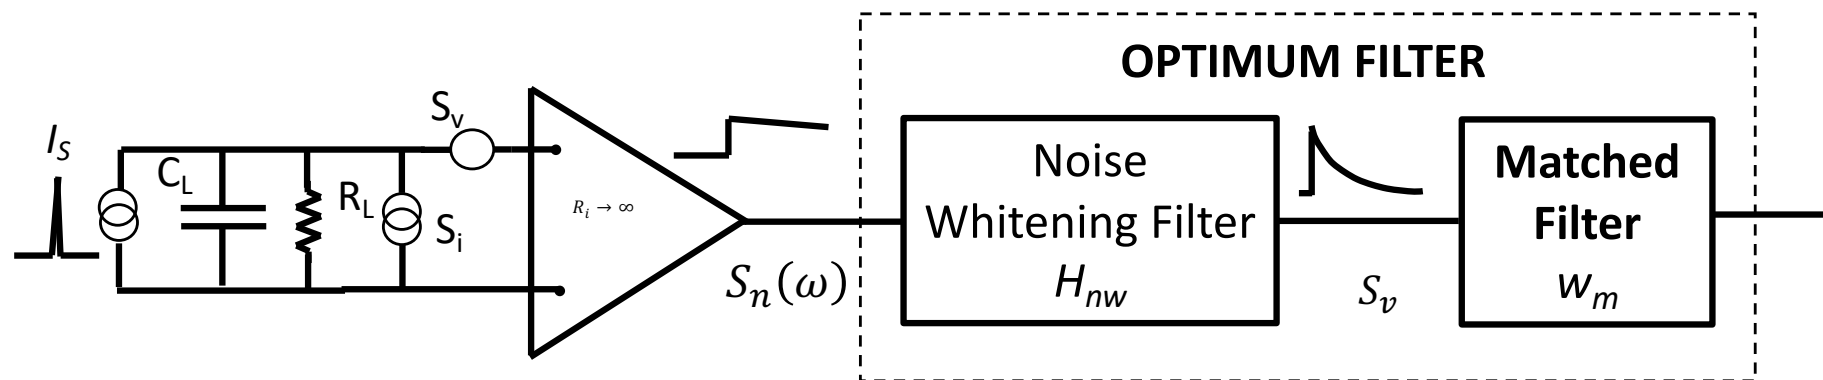 OPTIMUM FILTER
I_S
C_L
R_L
S_v
S_i
R_i → ∞
S_n(ω)
Noise
Whitening Filter
H_nw
S_v
Matched
Filter
w_m